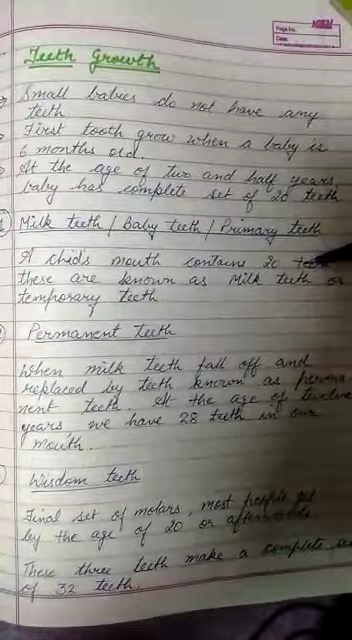 Page No.
Date:
Teeth Growth
Small babies do not have any
teeth
First tooth grow when a baby is
6 months old.
At the age of two and half years,
baby has complete set of 20 teeth
Milk teeth / Baby teeth / Primary teeth
A chid's mouth contains 20
these are known as Milk teeth or
temporary teeth
Permanent teeth
When milk teeth fall off and
replaced by teeth known as perma
nent teeth At the age of twelve
years, we have 28 teeth in our
mouth.
Wisdom teeth
Final set of molars, most people get
by the age of 20 or afterwards.
These three teeth make a complete
of 32 teeth.